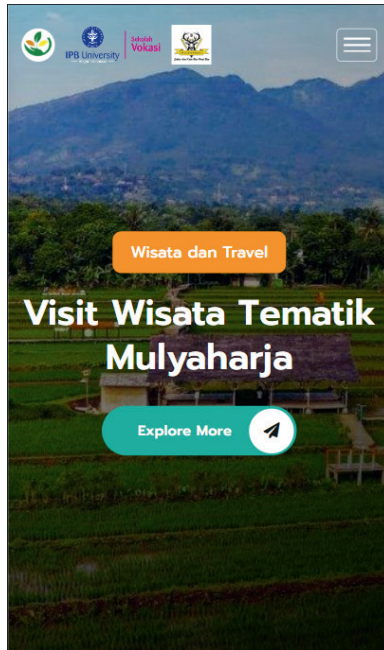 IPB University
Sekolah
Vokasi
Wisata dan Travel
Visit Wisata Tematik
Mulyaharja
Explore More